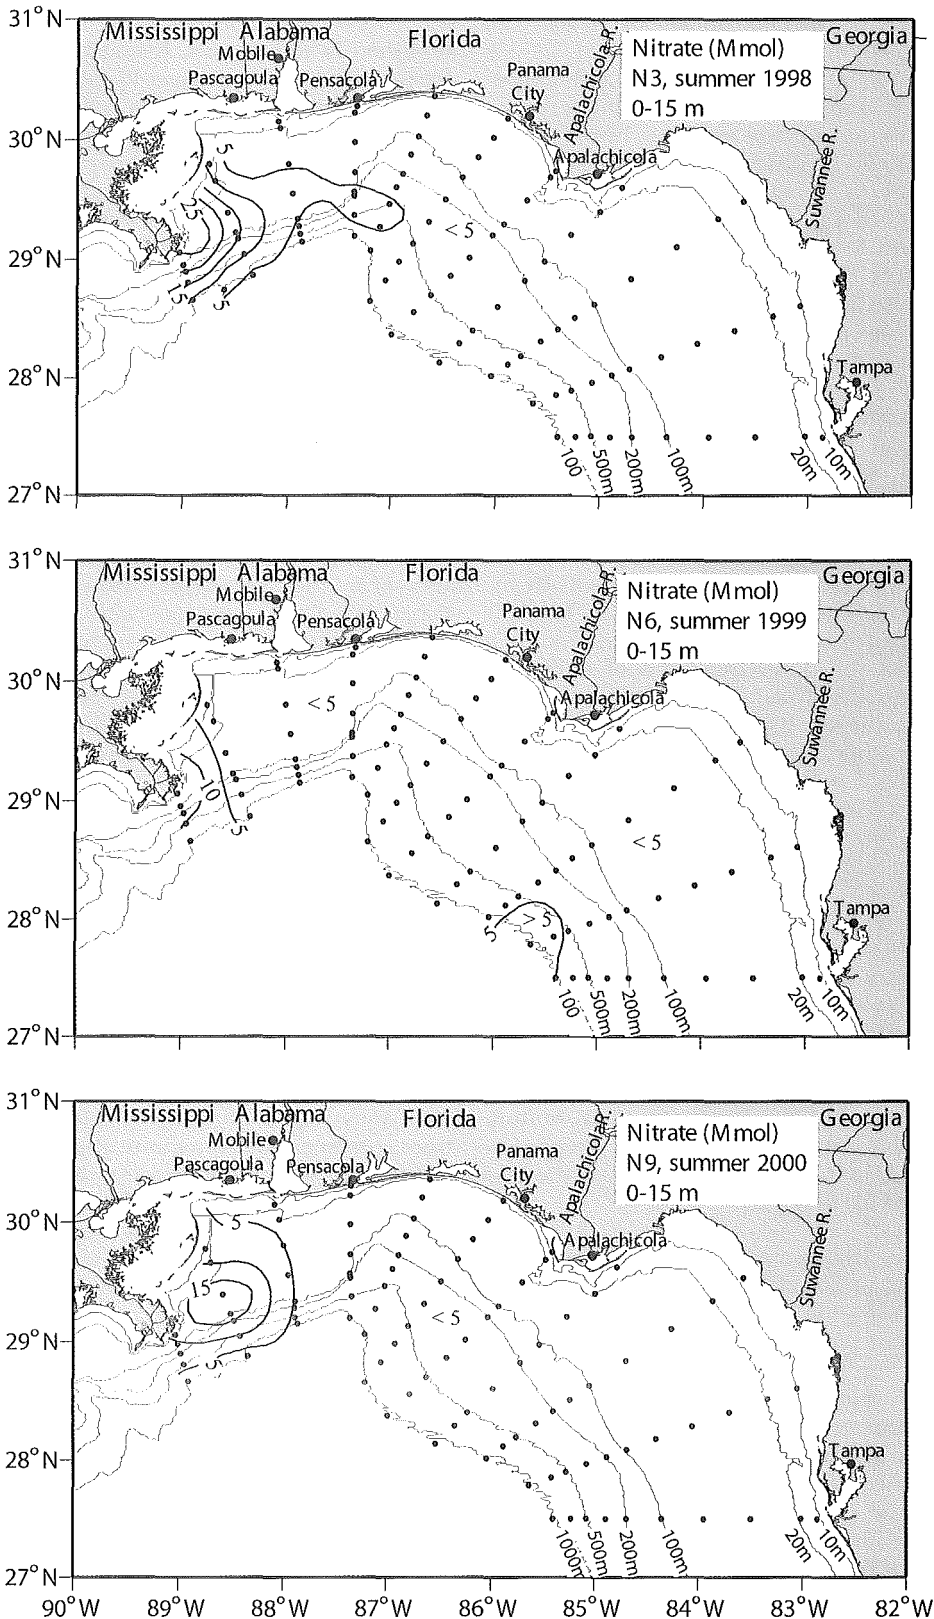 31°N
Mississippi Alabama
Florida
Georgia
Mobile
Pascagoula
Pensacola
Panama
City
Apalachicola R.
Nitrate (Mmol)
N3, summer 1998
0-15 m
30°N
5
Apalachicola
Suwannee R.
25
< 5
29°N
5
5
28°N
Tampa
100
500m
200m
100m
20m
10m
27°N
31°N
Mississippi Alabama
Florida
Georgia
Mobile
Pascagoula
Pensacola
Panama
City
Apalachicola R.
Nitrate (Mmol)
N6, summer 1999
0-15 m
30°N
< 5
Apalachicola
Suwannee R.
10
29°N
5
< 5
28°N
5
> 5
Tampa
100
500m
200m
100m
20m
10m
27°N
31°N
Mississippi Alabama
Florida
Georgia
Mobile
Pascagoula
Pensacola
Panama
City
Apalachicola R.
Nitrate (Mmol)
N9, summer 2000
0-15 m
30°N
5
Apalachicola
Suwannee R.
15
< 5
29°N
5
28°N
Tampa
1000m
500m
200m
100m
20m
10m
27°N
90°W 89°W 88°W 87°W 86°W 85°W 84°W 83°W 82°W